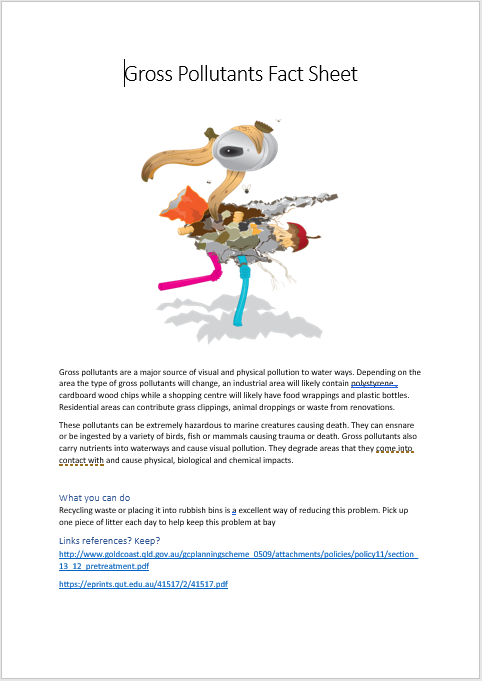 Gross Pollutants Fact Sheet
Gross pollutants are a major source of visual and physical pollution to water ways. Depending on the
area the type of gross pollutants will change, an industrial area will likely contain polystyrene ,
cardboard wood chips while a shopping centre will likely have food wrappings and plastic bottles.
Residential areas can contribute grass clippings, animal droppings or waste from renovations.
These pollutants can be extremely hazardous to marine creatures causing death. They can ensnare
or be ingested by a variety of birds, fish or mammals causing trauma or death. Gross pollutants also
carry nutrients into waterways and cause visual pollution. They degrade areas that they come into
contact with and cause physical, biological and chemical impacts.
What you can do
Recycling waste or placing it into rubbish bins is a excellent way of reducing this problem. Pick up
one piece of litter each day to help keep this problem at bay
Links references? Keep?
http://www.goldcoast.qld.gov.au/gcplanningscheme_0509/attachments/policies/policy11/section_
13_12_pretreatment.pdf
https://eprints.qut.edu.au/41517/2/41517.pdf